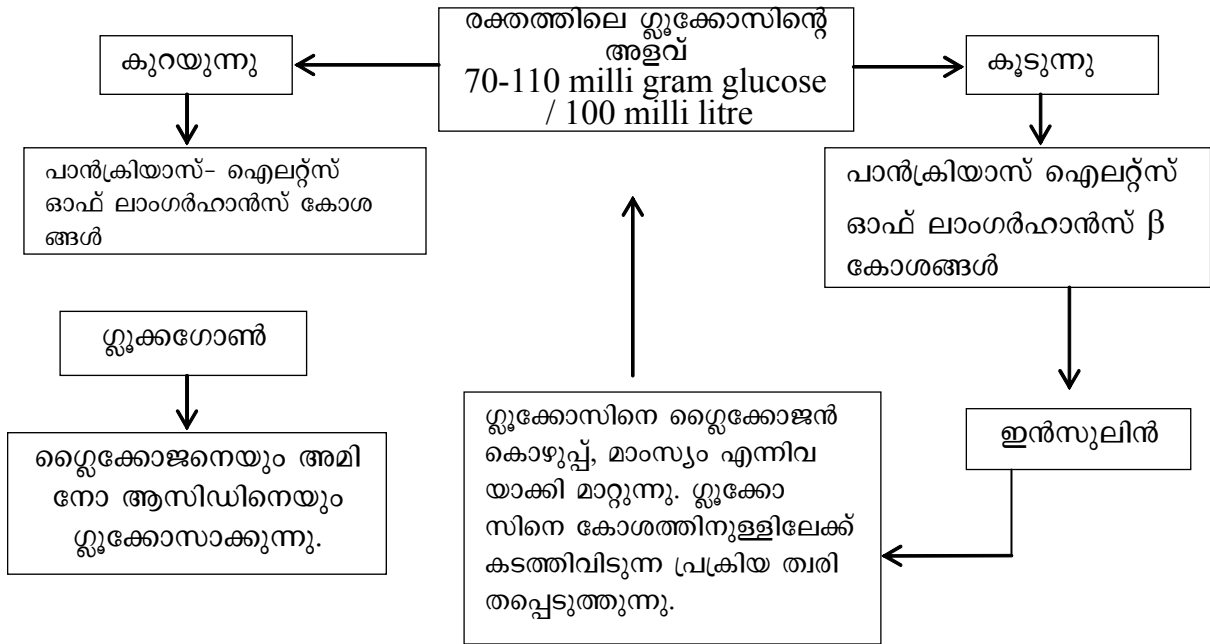 രക്തത്തിലെ ഗ്ലൂക്കോസിന്റെ
അളവ്
70-110 milli gram glucose
/ 100 milli litre
കുറയുന്നു
കൂടുന്നു
പാൻക്രിയാസ്- ഐലറ്റ്സ്
ഓഫ് ലാംഗർഹാൻസ് കോശ
ങ്ങൾ
പാൻക്രിയാസ് ഐലറ്റ്സ്
ഓഫ് ലാംഗർഹാൻസ് β
കോശങ്ങൾ
ഗ്ലൂക്കഗോൺ
ഗ്ലൈക്കോജനെയും അമി
നോ ആസിഡിനെയും
ഗ്ലൂക്കോസാക്കുന്നു.
ഗ്ലൂക്കോസിനെ ഗ്ലൈക്കോജൻ
കൊഴുപ്പ്, മാംസ്യം എന്നിവ
യാക്കി മാറ്റുന്നു. ഗ്ലൂക്കോ
സിനെ കോശത്തിനുള്ളിലേക്ക്
കടത്തിവിടുന്ന പ്രക്രിയ ത്വരി
തപ്പെടുത്തുന്നു.
ഇൻസുലിൻ